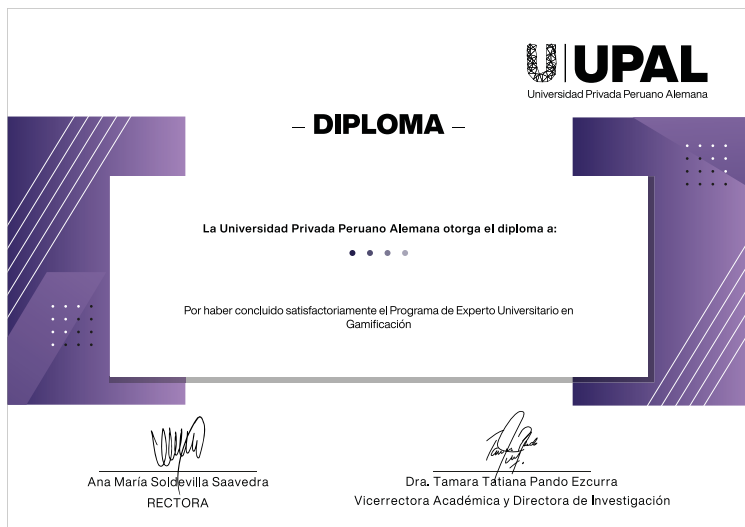 UPAL
Universidad Privada Peruano Alemana
– DIPLOMA –
La Universidad Privada Peruano Alemana otorga el diploma a:
Por haber concluido satisfactoriamente el Programa de Experto Universitario en
Gamificación
Ana María Soldevilla Saavedra
RECTORA
Dra. Tamara Tatiana Pando Ezcurra
Vicerrectora Académica y Directora de Investigación